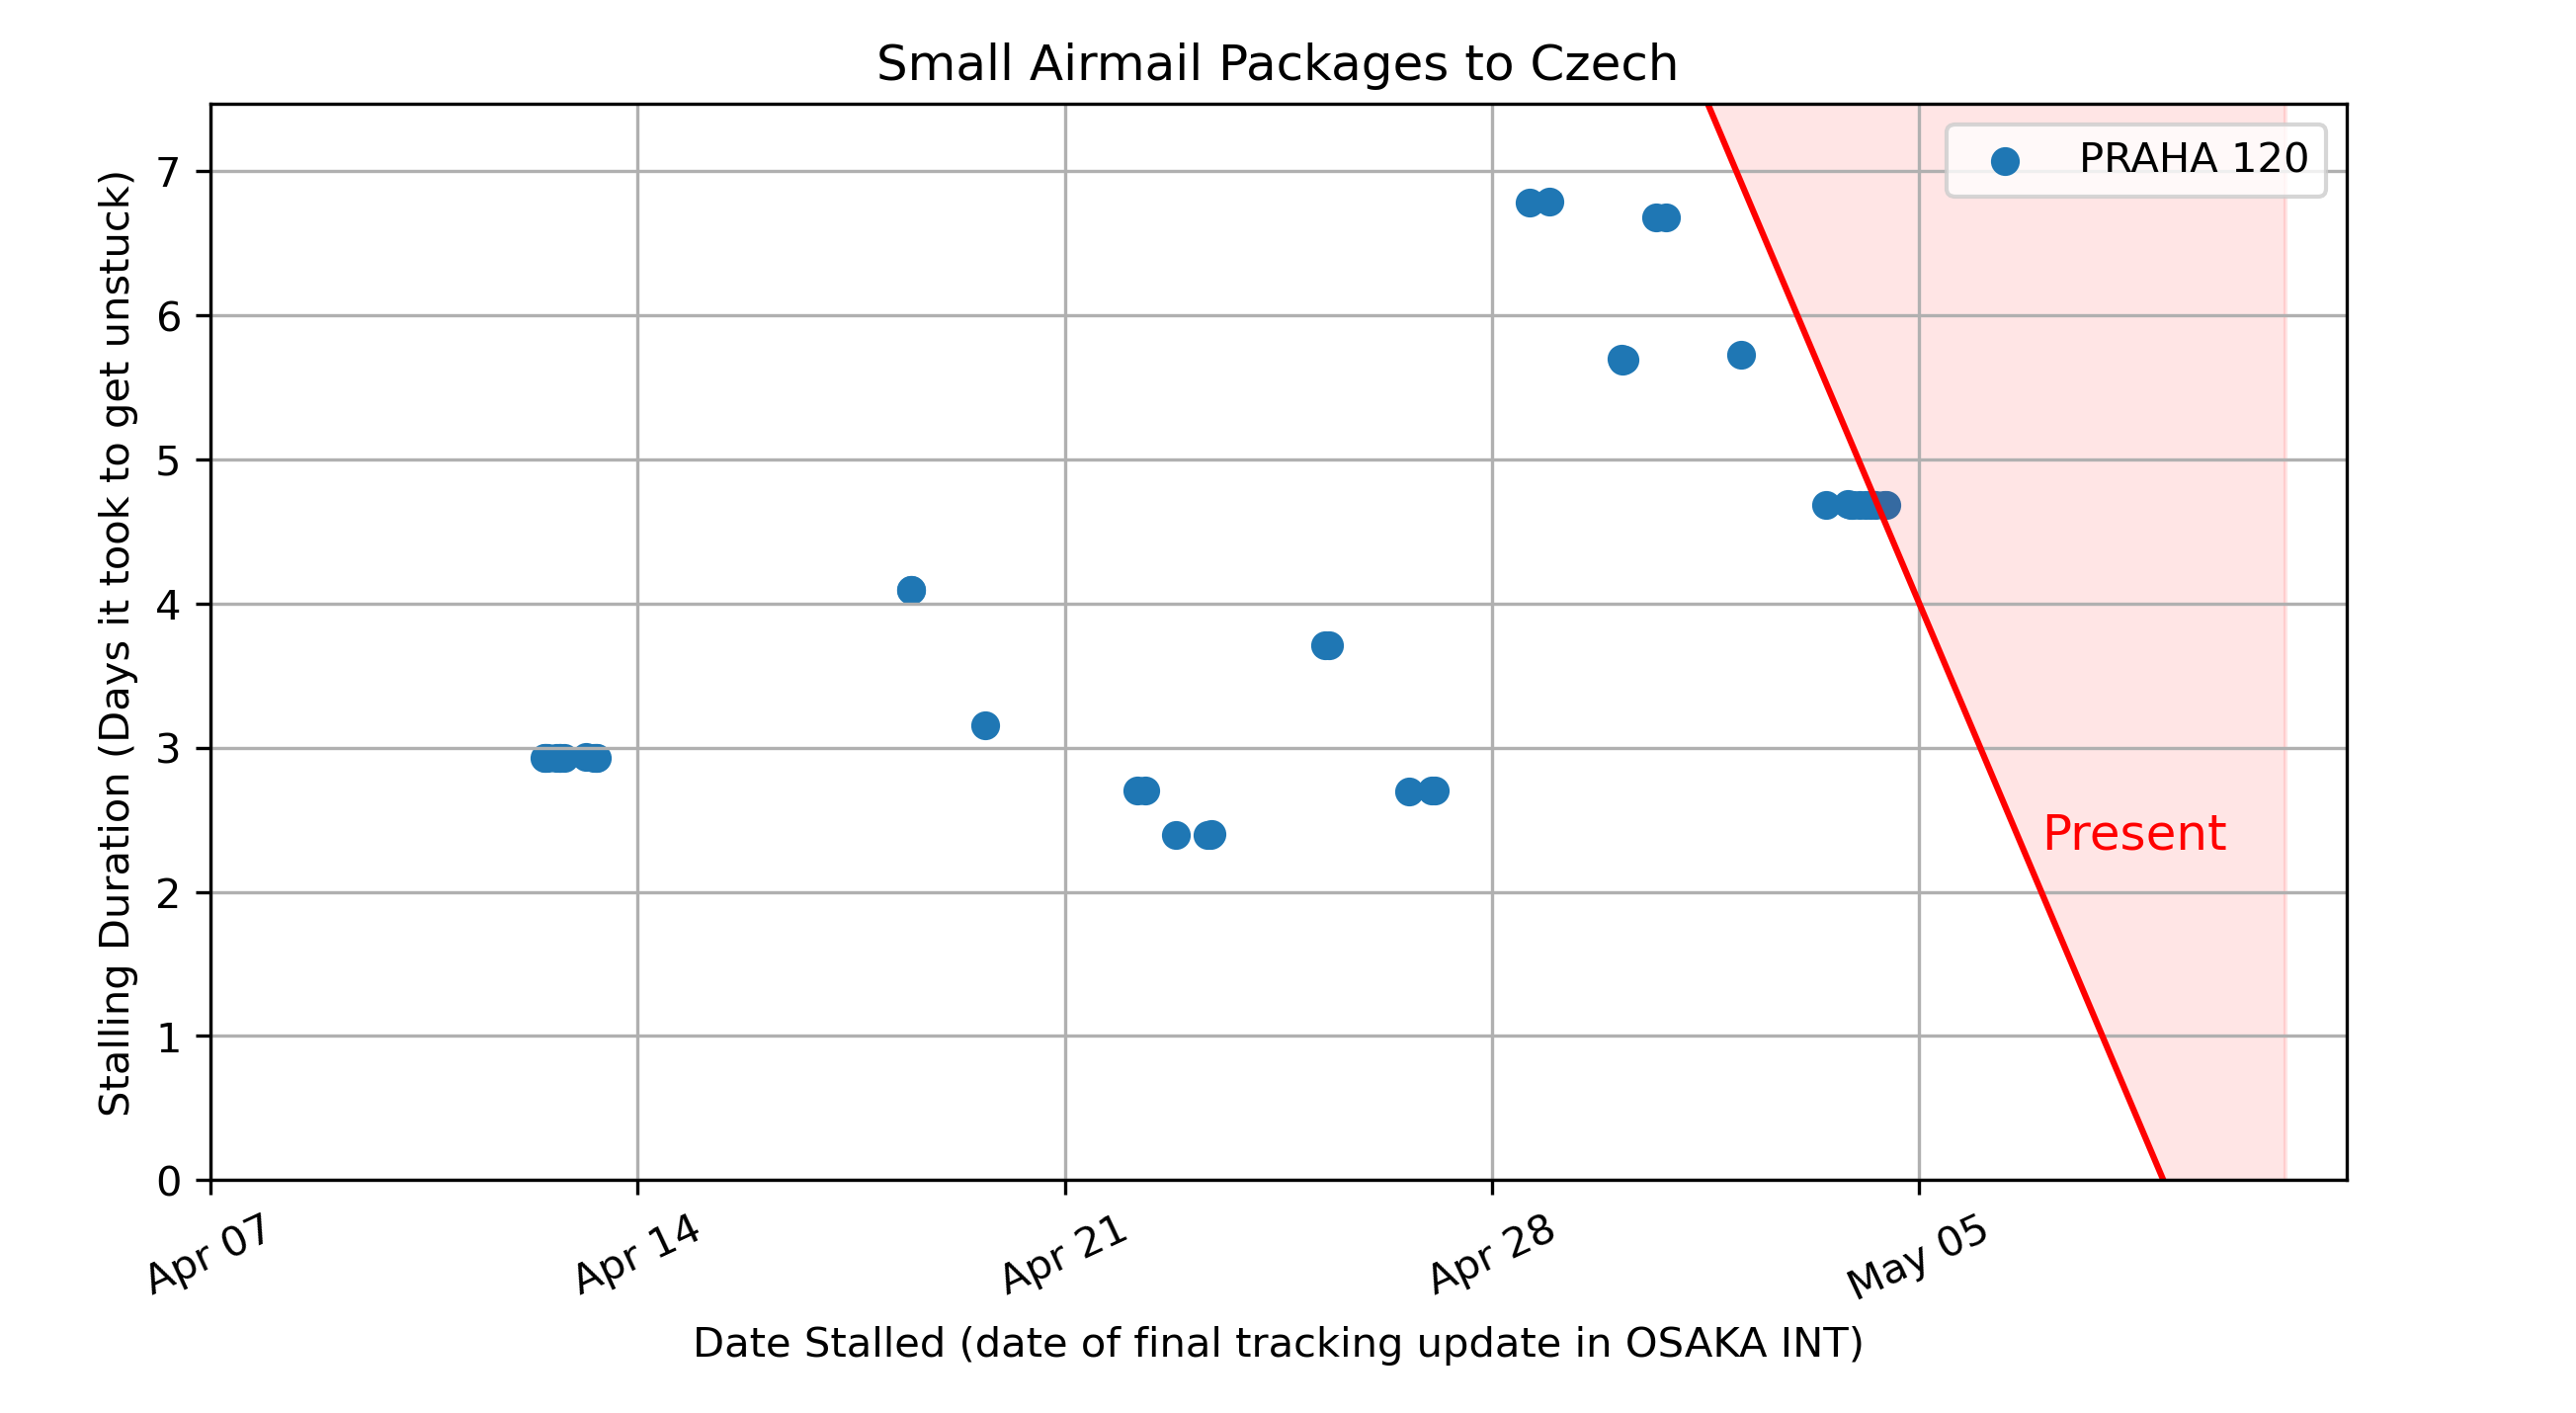 Small Airmail Packages to Czech
PRAHA 120
Stalling Duration (Days it took to get unstuck)
7
6
5
4
3
2
1
0
Present
Apr 07
Apr 14
Apr 21
Apr 28
May 05
Date Stalled (date of final tracking update in OSAKA INT)